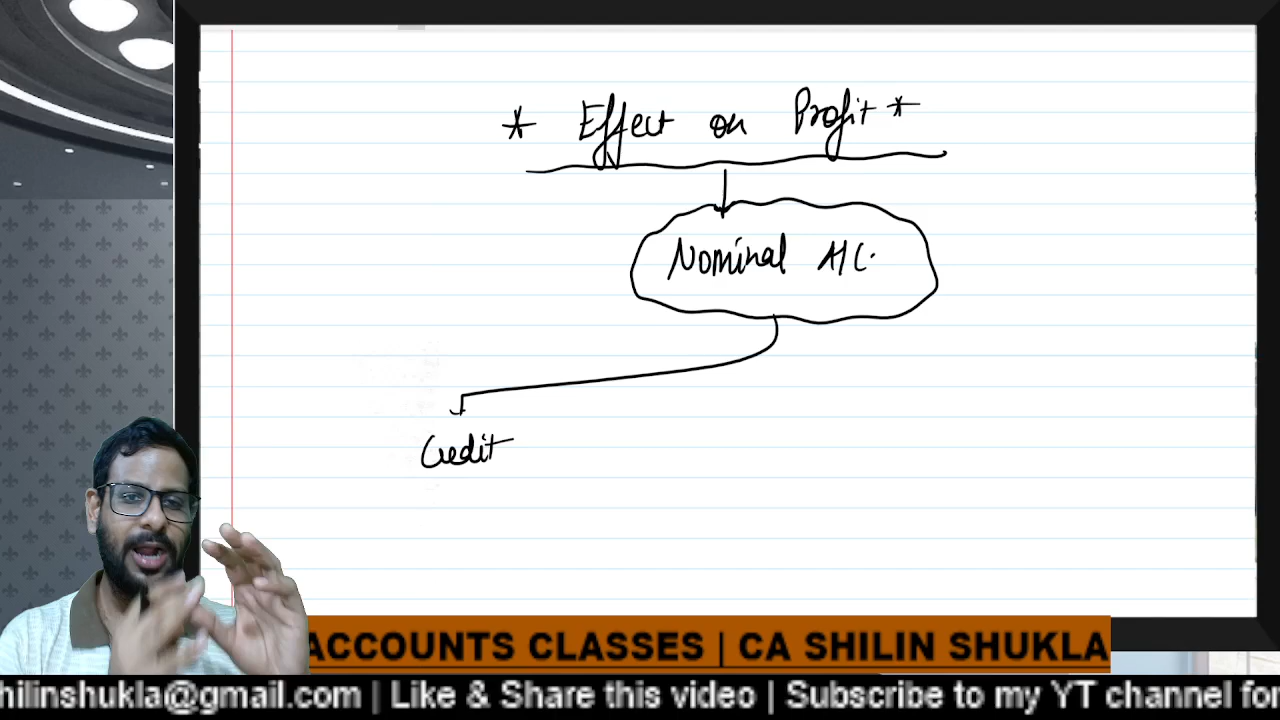 * Effect on Profit *
Nominal A/C.
Credit
ACCOUNTS CLASSES | CA SHILIN SHUKLA
hilinshukla@gmail.com | Like & Share this video | Subscribe to my YT channel for